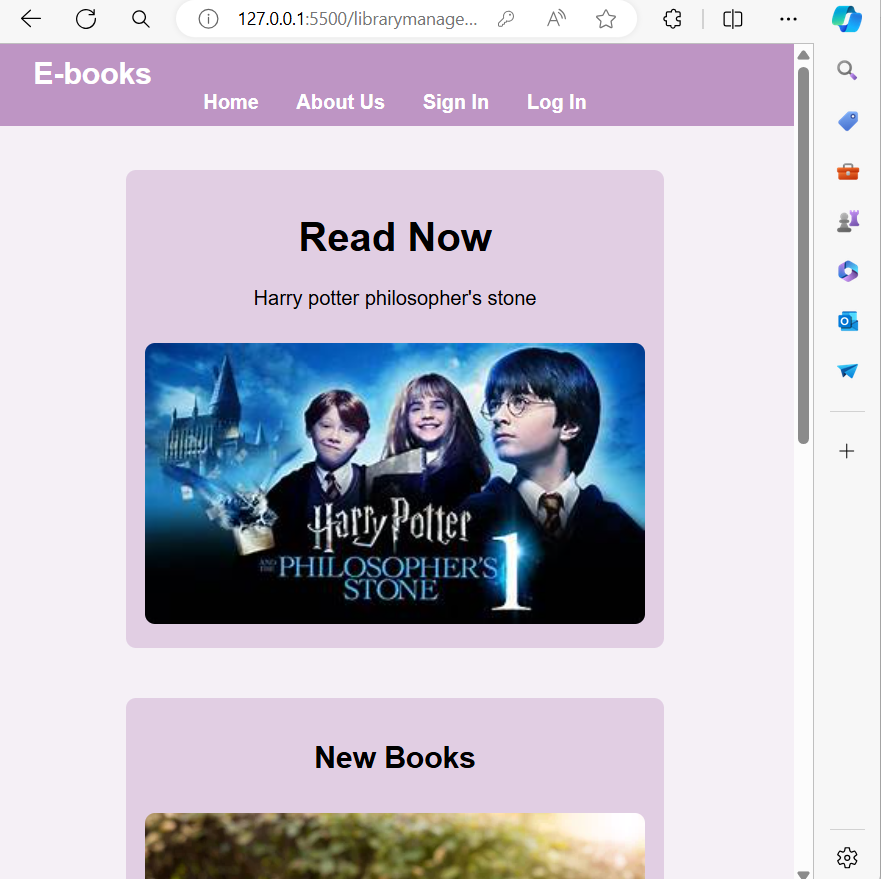 127.0.0.1:5500/librarymanage...
E-books
Home About Us Sign In Log In
Read Now
Harry potter philosopher's stone
Harry Potter
AND THE PHILOSOPHER'S
STONE 1
New Books